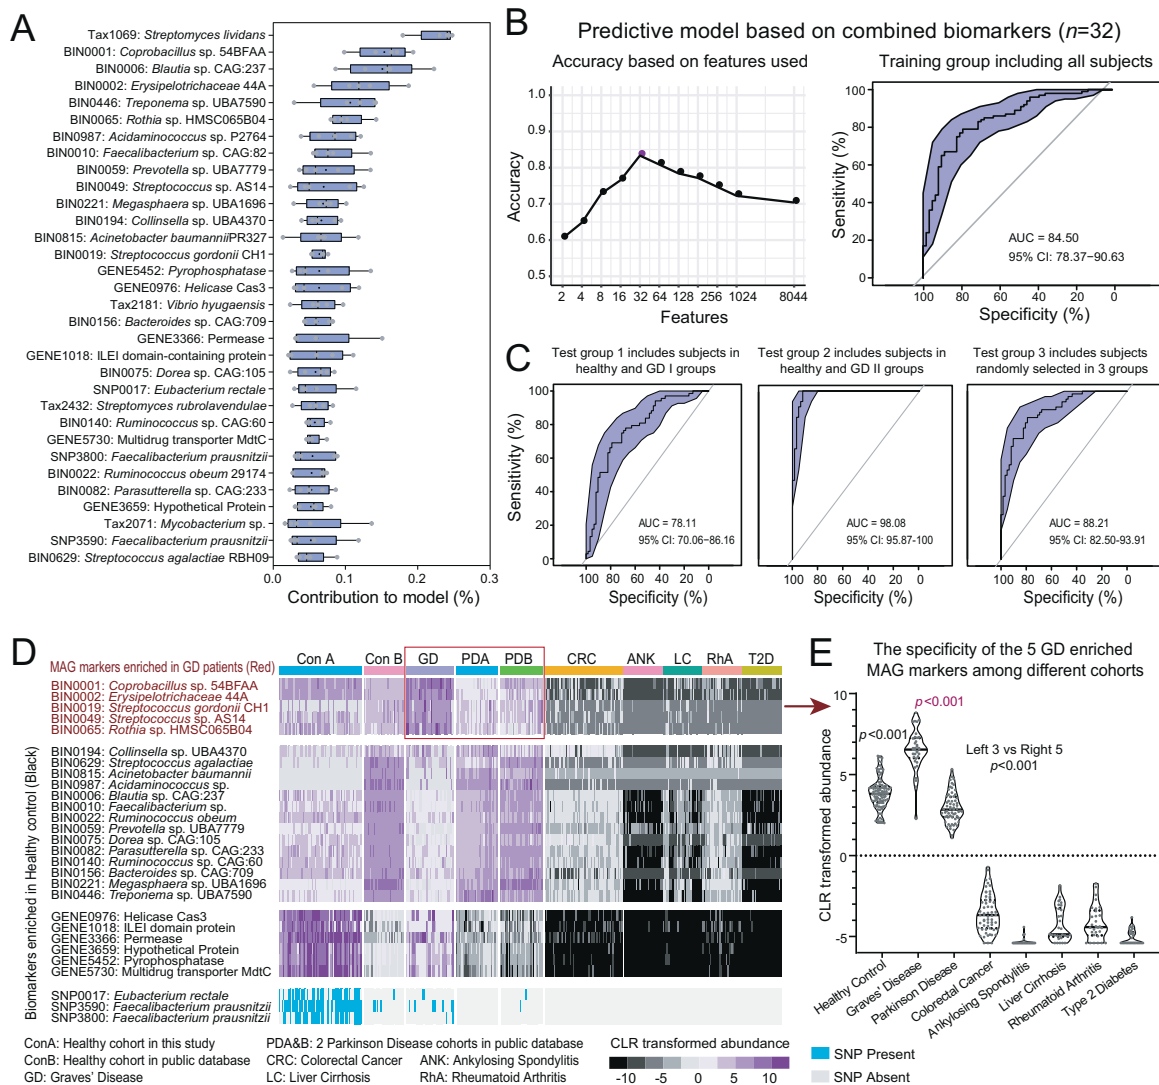 A
Tax1069: Streptomyces lividans
BIN0001: Coprobacillus sp. 54BFAA
BIN0006: Blautia sp. CAG:237
BIN0002: Erysipelotrichaceae 44A
BIN0446: Treponema sp. UBA7590
BIN0065: Rothia sp. HMSC065B04
BIN0987: Acidaminococcus sp. P2764
BIN0010: Faecalibacterium sp. CAG:82
BIN0059: Prevotella sp. UBA7779
BIN0049: Streptococcus sp. AS14
BIN0221: Megasphaera sp. UBA1696
BIN0194: Collinsella sp. UBA4370
BIN0815: Acinetobacter baumanniiPR327
BIN0019: Streptococcus gordonii CH1
GENE5452: Pyrophosphatase
GENE0976: Helicase Cas3
Tax2181: Vibrio hyugaensis
BIN0156: Bacteroides sp. CAG:709
GENE3366: Permease
GENE1018: ILEI domain-containing protein
BIN0075: Dorea sp. CAG:105
SNP0017: Eubacterium rectale
Tax2432: Streptomyces rubrolavendulae
BIN0140: Ruminococcus sp. CAG:60
GENE5730: Multidrug transporter MdtC
SNP3800: Faecalibacterium prausnitzii
BIN0022: Ruminococcus obeum 29174
BIN0082: Parasutterella sp. CAG:233
GENE3659: Hypothetical Protein
Tax2071: Mycobacterium sp.
SNP3590: Faecalibacterium prausnitzii
BIN0629: Streptococcus agalactiae RBH09
0.0 0.1 0.2 0.3
Contribution to model (%)
B
Predictive model based on combined biomarkers (n=32)
Accuracy based on features used
1.0
0.9
0.8
0.7
0.6
0.5
Accuracy
2 4 8 16 32 64 128 256 1024 8044
Features
Training group including all subjects
100
80
60
40
20
0
Sensitivity (%)
AUC = 84.50
95% CI: 78.37−90.63
100 80 60 40 20 0
Specificity (%)
C
Test group 1 includes subjects in
healthy and GD I groups
100
80
60
40
20
0
Sensitivity (%)
AUC = 78.11
95% CI: 70.06−86.16
100 80 60 40 20 0
Specificity (%)
Test group 2 includes subjects in
healthy and GD II groups
AUC = 98.08
95% CI: 95.87-100
100 80 60 40 20 0
Specificity (%)
Test group 3 includes subjects
randomly selected in 3 groups
AUC = 88.21
95% CI: 82.50-93.91
100 80 60 40 20 0
Specificity (%)
D
Con A Con B GD PDA PDB CRC ANK LC RhA T2D
MAG markers enriched in GD patients (Red)
BIN0001: Coprobacillus sp. 54BFAA
BIN0002: Erysipelotrichaceae 44A
BIN0019: Streptococcus gordonii CH1
BIN0049: Streptococcus sp. AS14
BIN0065: Rothia sp. HMSC065B04
Biomarkers enriched in Healthy control (Black)
BIN0194: Collinsella sp. UBA4370
BIN0629: Streptococcus agalactiae
BIN0815: Acinetobacter baumannii
BIN0987: Acidaminococcus sp.
BIN0006: Blautia sp. CAG:237
BIN0010: Faecalibacterium sp.
BIN0022: Ruminococcus obeum
BIN0059: Prevotella sp. UBA7779
BIN0075: Dorea sp. CAG:105
BIN0082: Parasutterella sp. CAG:233
BIN0140: Ruminococcus sp. CAG:60
BIN0156: Bacteroides sp. CAG:709
BIN0221: Megasphaera sp. UBA1696
BIN0446: Treponema sp. UBA7590
GENE0976: Helicase Cas3
GENE1018: ILEI domain protein
GENE3366: Permease
GENE3659: Hypothetical Protein
GENE5452: Pyrophosphatase
GENE5730: Multidrug transporter MdtC
SNP0017: Eubacterium rectale
SNP3590: Faecalibacterium prausnitzii
SNP3800: Faecalibacterium prausnitzii
ConA: Healthy cohort in this study
ConB: Healthy cohort in public database
GD: Graves' Disease
PDA&B: 2 Parkinson Disease cohorts in public database
CRC: Colorectal Cancer
LC: Liver Cirrhosis
ANK: Ankylosing Spondylitis
RhA: Rheumatoid Arthritis
CLR transformed abundance
-10 -5 0 5 10
SNP Present
SNP Absent
E
The specificity of the 5 GD enriched
MAG markers among different cohorts
10
5
0
-5
CLR transformed abundance
p<0.001
p<0.001
Left 3 vs Right 5
p<0.001
Healthy Control
Graves' Disease
Parkinson Disease
Colorectal Cancer
Ankylosing Spondylitis
Liver Cirrhosis
Rheumatoid Arthritis
Type 2 Diabetes